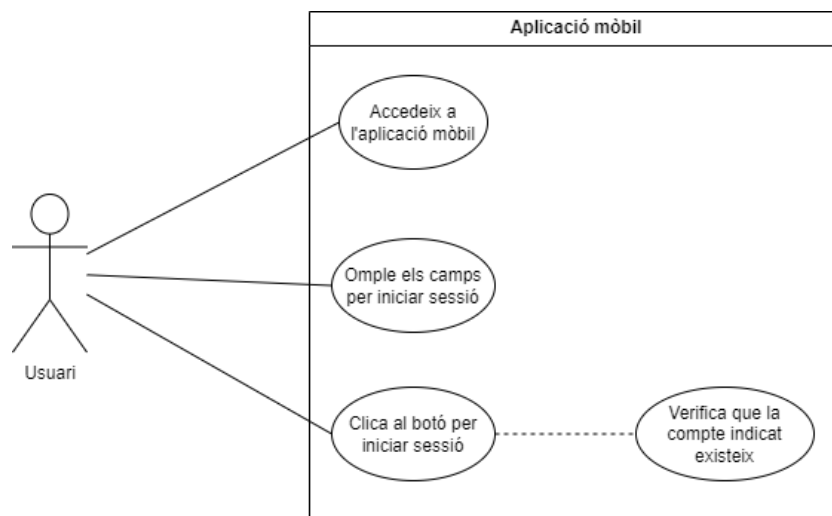 Aplicació mòbil
Accedeix a
l'aplicació mòbil
Omple els camps
per iniciar sessió
Usuari
Clica al botó per
iniciar sessió
Verifica que la
compte indicat
existeix